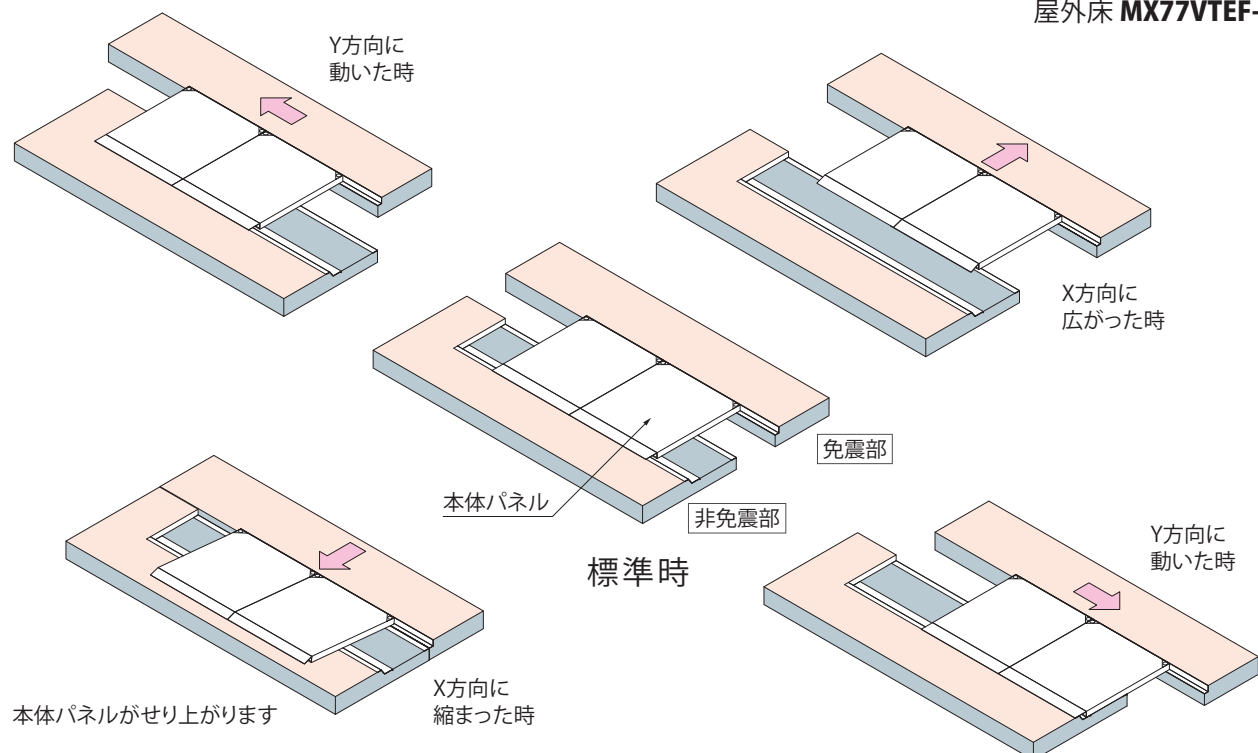 屋外床 MX77VTEF-
Y方向に
動いた時
X方向に
広がった時
免震部
本体パネル
非免震部
標準時
Y方向に
動いた時
X方向に
縮まった時
本体パネルがせり上がります